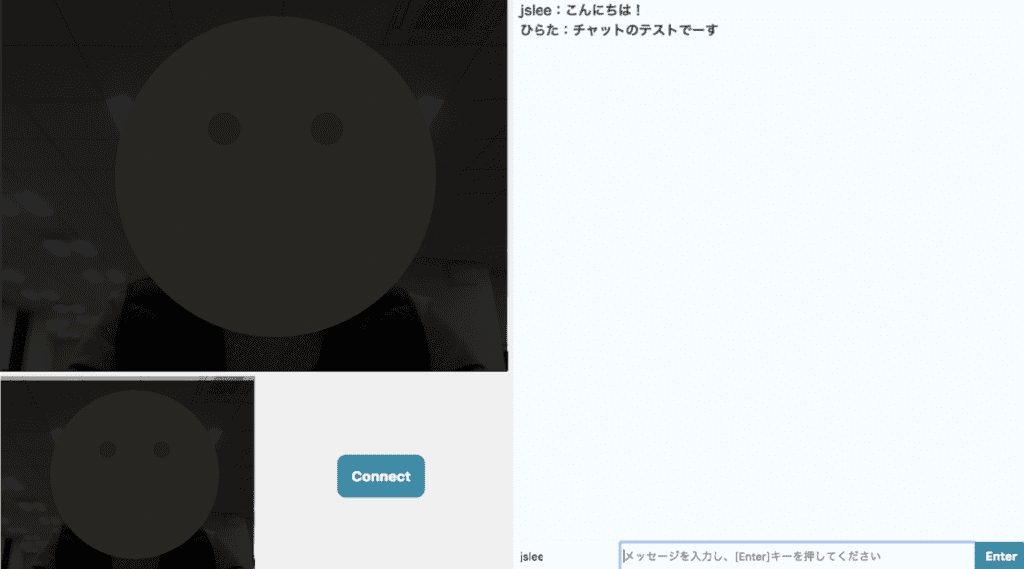 jslee：こんにちは！
ひらた：チャットのテストでーす
Connect
jslee
メッセージを入力し、[Enter]キーを押してください
Enter